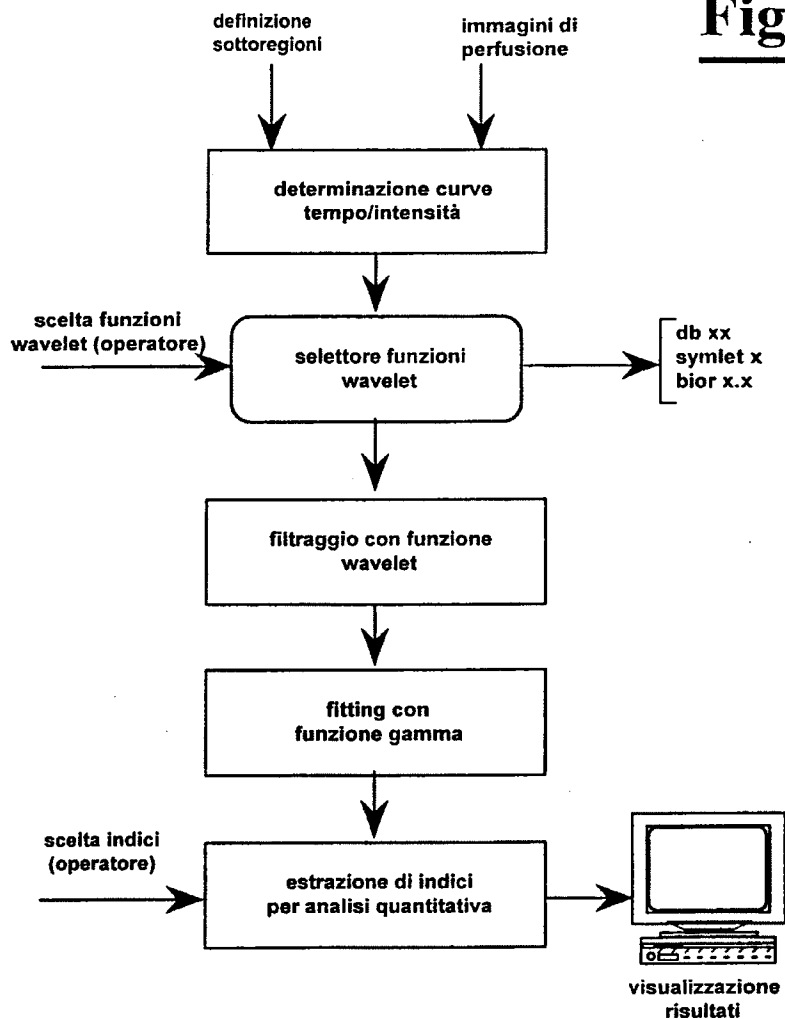 definizione
sottoregioni
immagini di
perfusione
Fig
determinazione curve
tempo/intensità
scelta funzioni
wavelet (operatore)
selettore funzioni
wavelet
db xx
symlet x
bior x.x
filtraggio con funzione
wavelet
fitting con
funzione gamma
scelta indici
(operatore)
estrazione di indici
per analisi quantitativa
visualizzazione
risultati